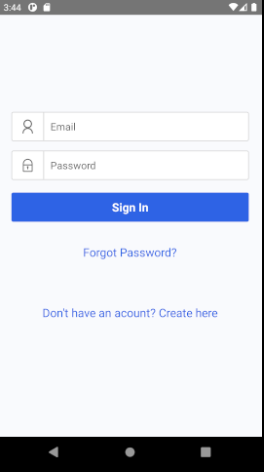 3:44
Email
Password
Sign In
Forgot Password?
Don't have an acount? Create here